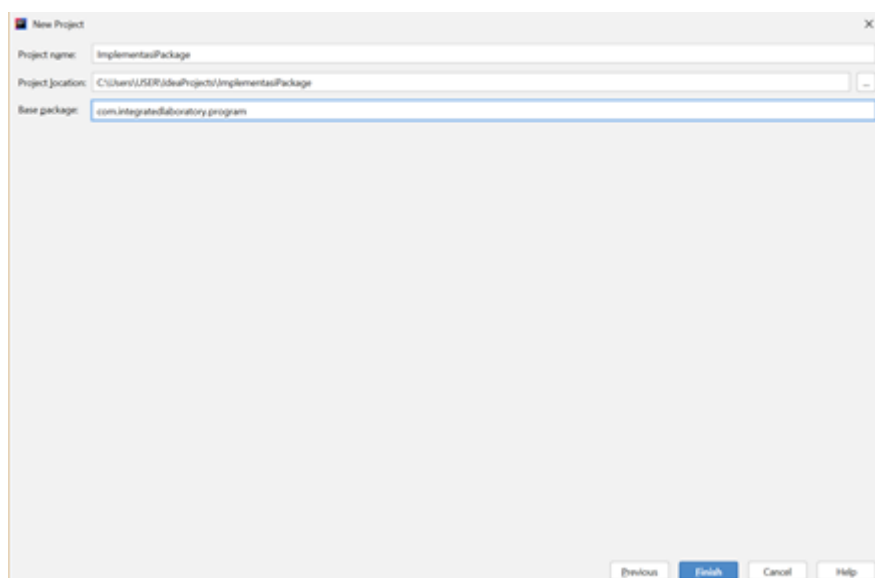 New Project
Project name: ImplementasiPackage
Project location: C:\Users\USER\IdeaProjects\ImplementasiPackage ...
Base package: com.integratedlaboratory.program
Previous Finish Cancel Help